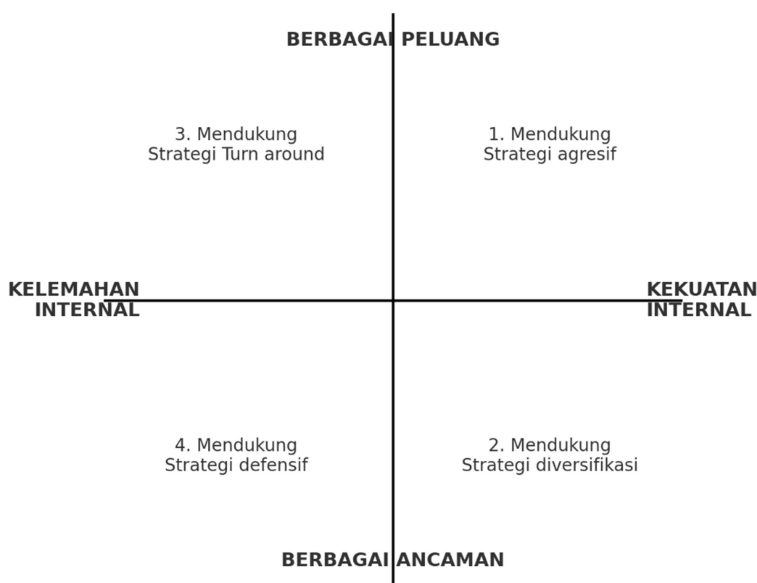 BERBAGAI PELUANG
3. Mendukung
Strategi Turn around
1. Mendukung
Strategi agresif
KELEMAHAN
INTERNAL
KEKUATAN
INTERNAL
4. Mendukung
Strategi defensif
2. Mendukung
Strategi diversifikasi
BERBAGAI ANCAMAN